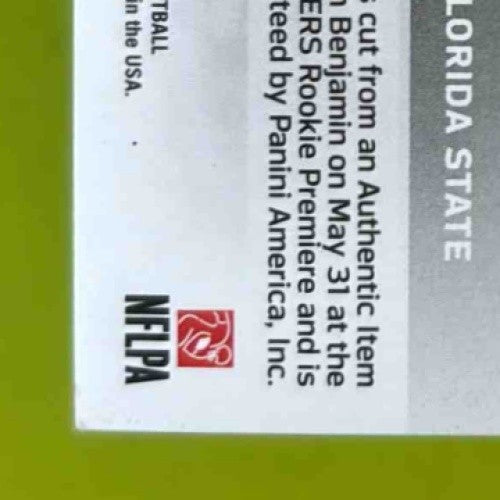 LORIDA STATE
s cut from an Authentic Item
n Benjamin on May 31 at the
ERS Rookie Premiere and is
teed by Panini America, Inc.
TBALL
in the USA.
NFLPA